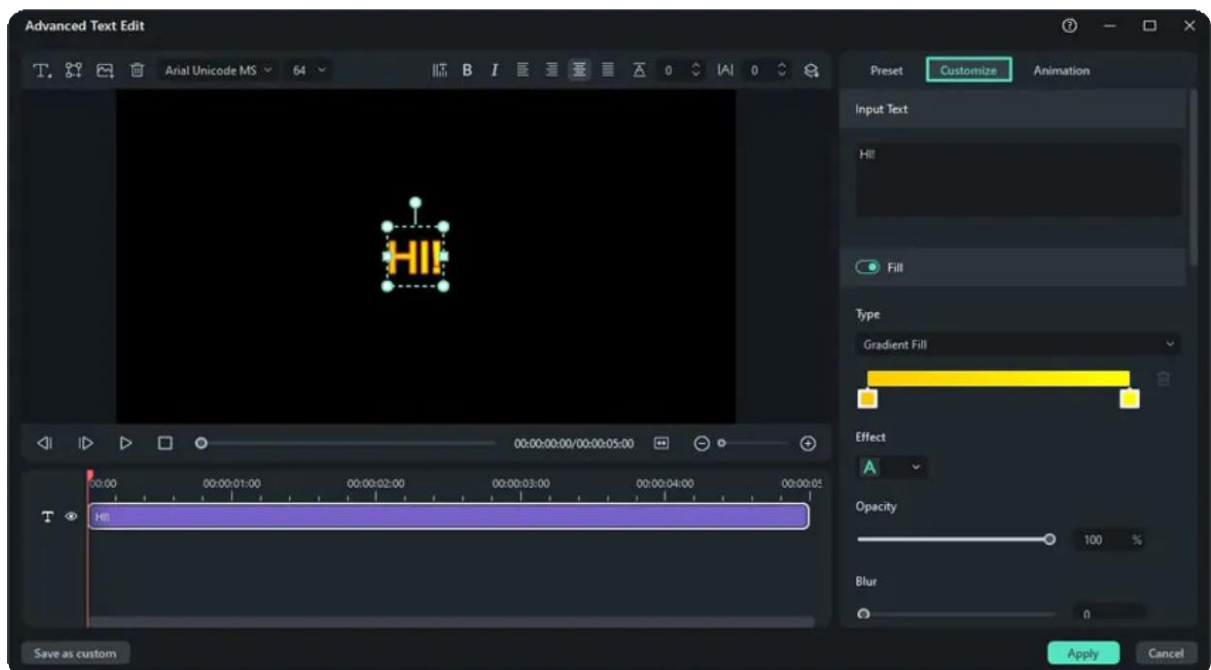 Advanced Text Edit
Arial Unicode MS 64 B I 0 |A| 0
Preset Customize Animation
Input Text
HI!
HI!
Fill
Type
Gradient Fill
00:00:00:00/00:00:05:00
Effect
A
00:00 00:00:01:00 00:00:02:00 00:00:03:00 00:00:04:00 00:00:05
T HI!
Opacity
100 %
Blur
0
Save as custom
Apply Cancel